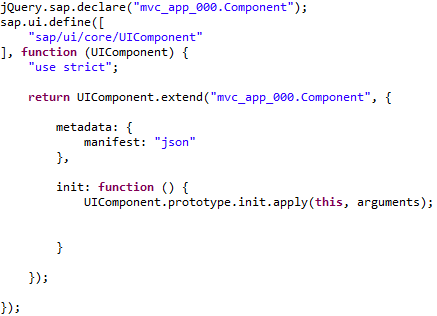 jQuery.sap.declare("mvc_app_000.Component");
sap.ui.define([
    "sap/ui/core/UIComponent"
], function (UIComponent) {
    "use strict";

    return UIComponent.extend("mvc_app_000.Component", {

        metadata: {
            manifest: "json"
        },

        init: function () {
            UIComponent.prototype.init.apply(this, arguments);


        }

    });

});